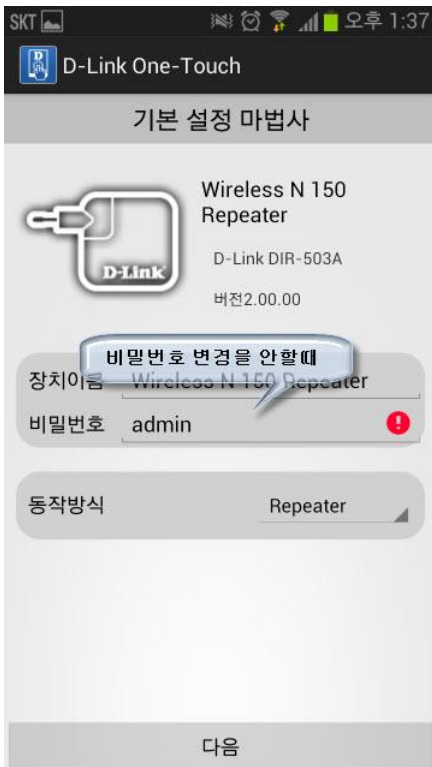 SKT 오후 1:37
D-Link One-Touch
기본 설정 마법사
Wireless N 150
Repeater
D-Link
D-Link DIR-503A
버전2.00.00
비밀번호 변경을 안할때
장치이름 Wireless N 150 Repeater
비밀번호 admin
동작방식 Repeater
다음